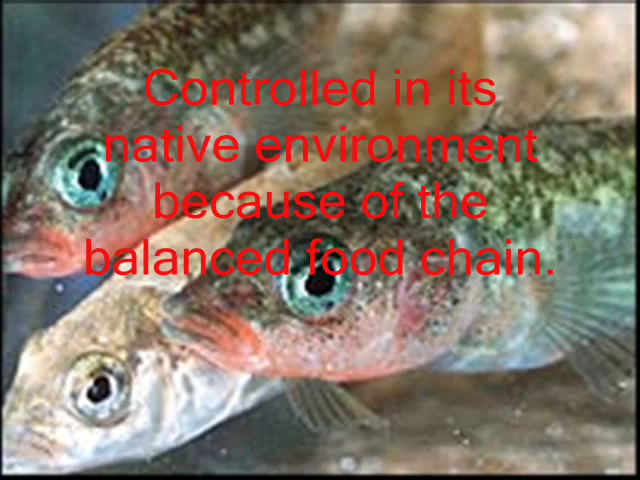 Controlled in its
native environment
because of the
balanced food chain.